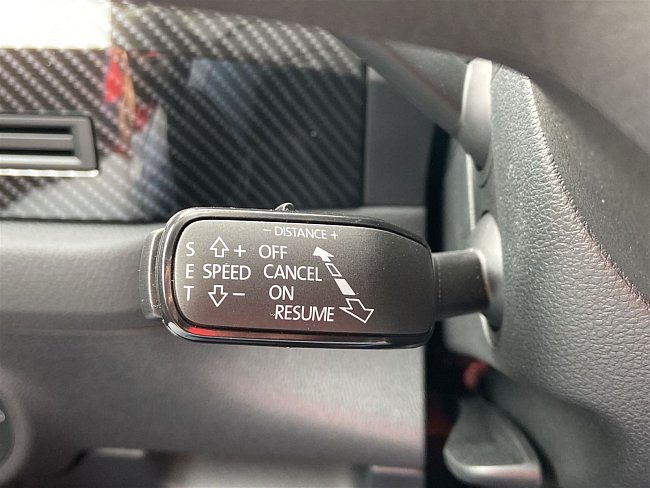 − DISTANCE +
S + OFF
E SPEED CANCEL
T − ON
RESUME